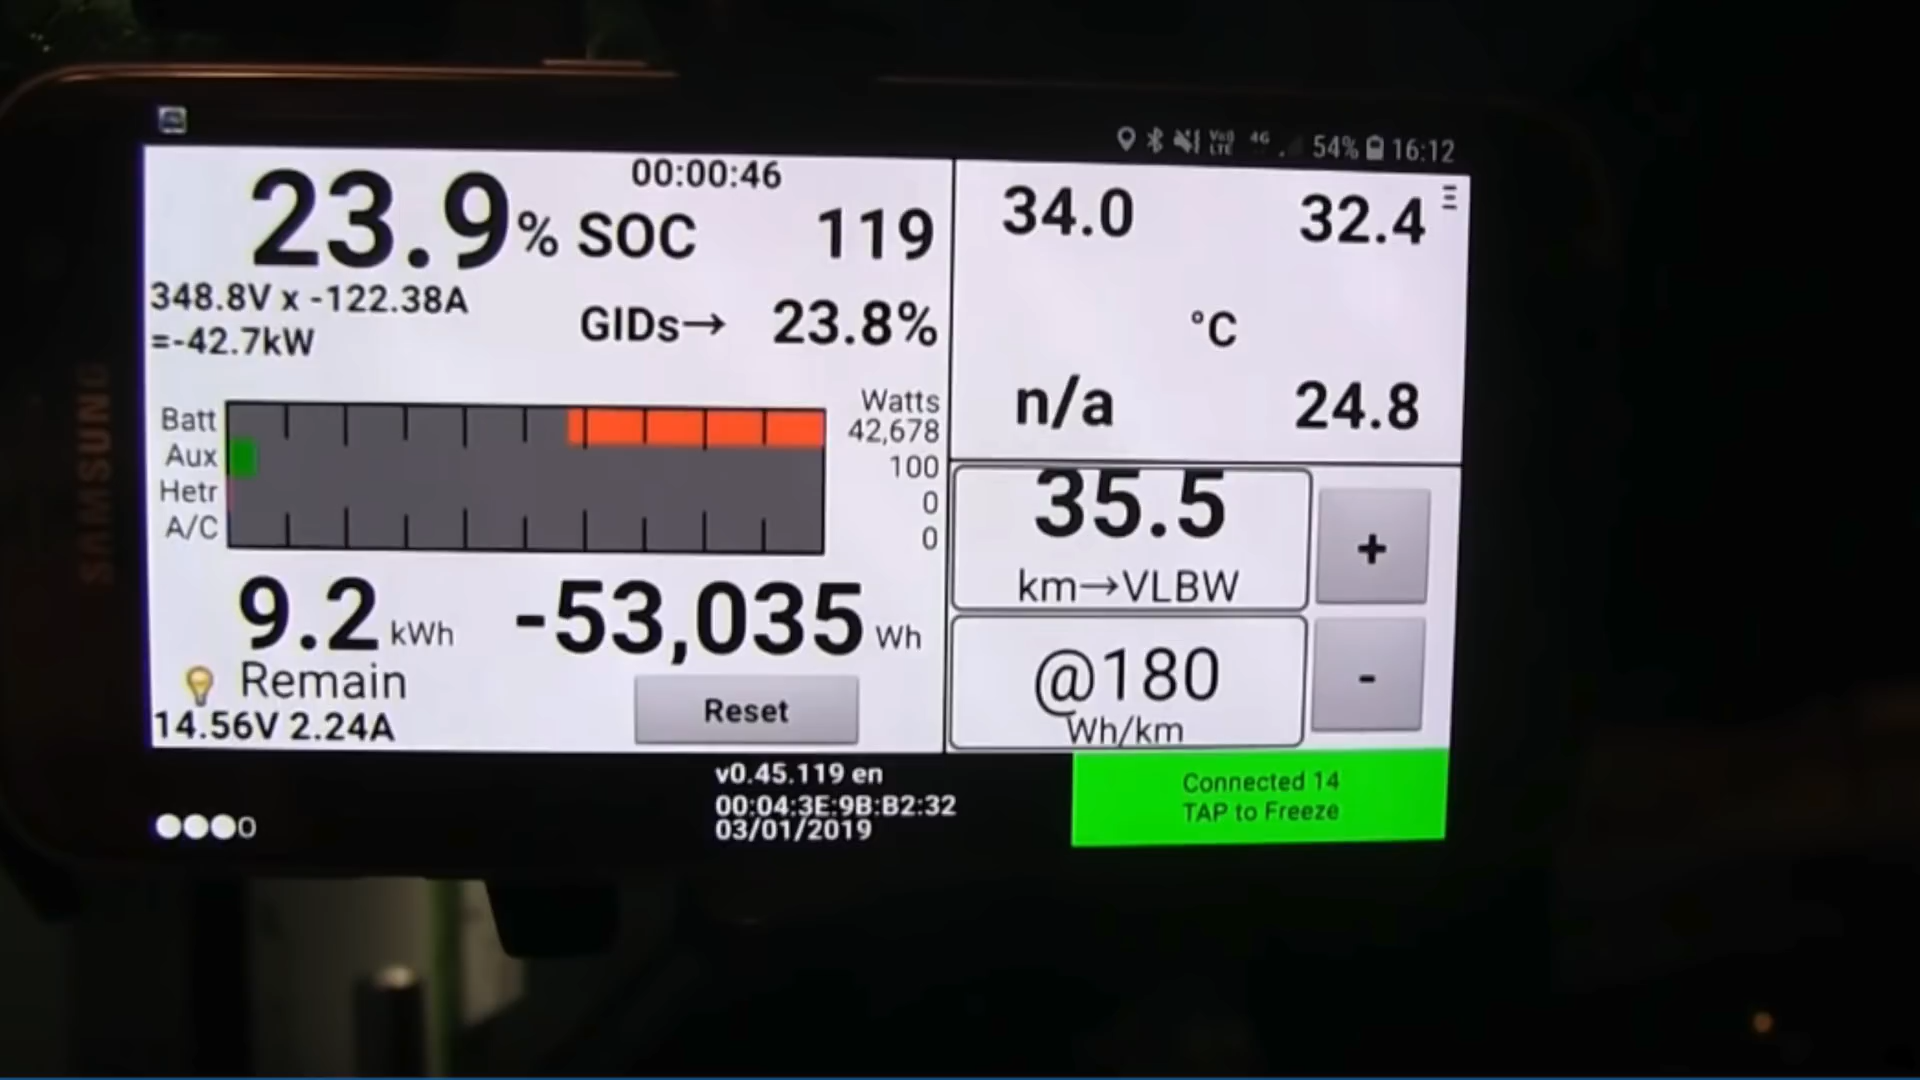 SAMSUNG
VoLTE 4G 54% 16:12
00:00:46
23.9% SOC 119
348.8V x -122.38A
=-42.7kW
GIDs→ 23.8%
Watts
Batt 42,678
Aux 100
Hetr 0
A/C 0
9.2 kWh -53,035 Wh
Remain
14.56V 2.24A
Reset
34.0 32.4
°C
n/a 24.8
35.5
km→VLBW
+
@180
Wh/km
-
v0.45.119 en
00:04:3E:9B:B2:32
03/01/2019
Connected 14
TAP to Freeze